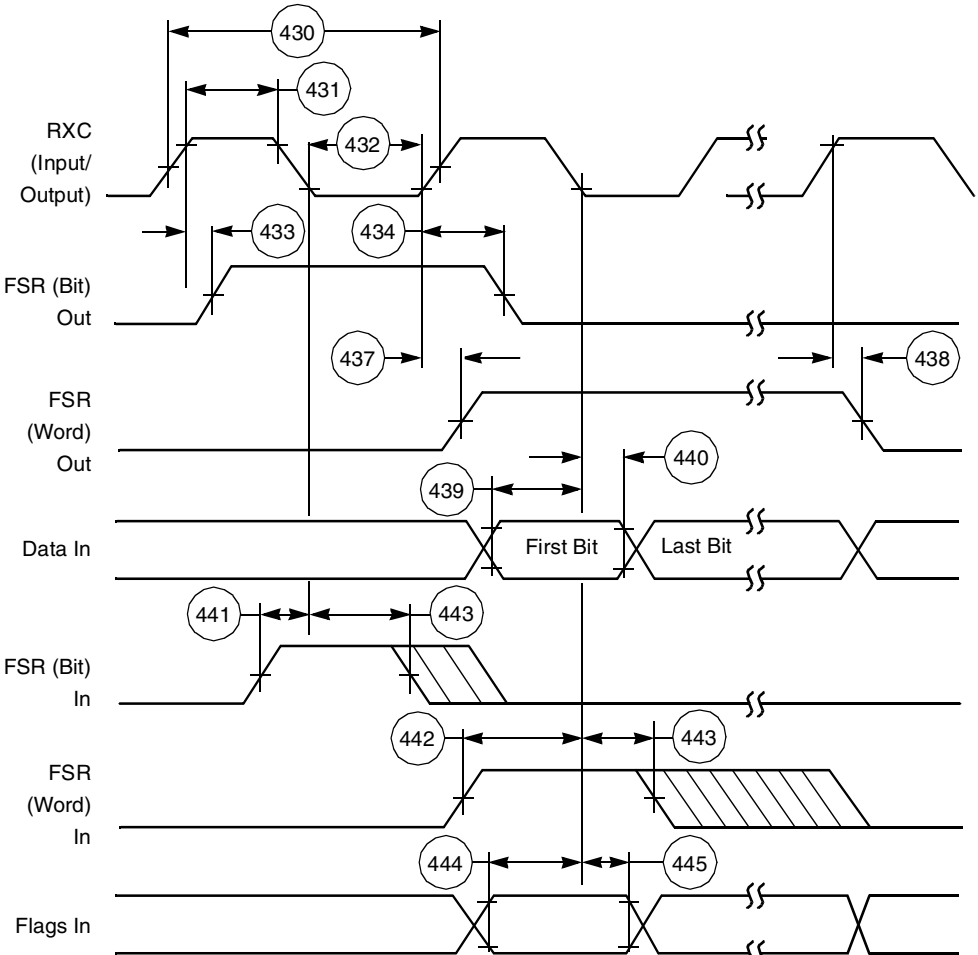 430
431
RXC
(Input/
Output)
432
433
434
FSR (Bit)
Out
437
438
FSR
(Word)
Out
440
439
Data In
First Bit
Last Bit
441
443
FSR (Bit)
In
442
443
FSR
(Word)
In
444
445
Flags In